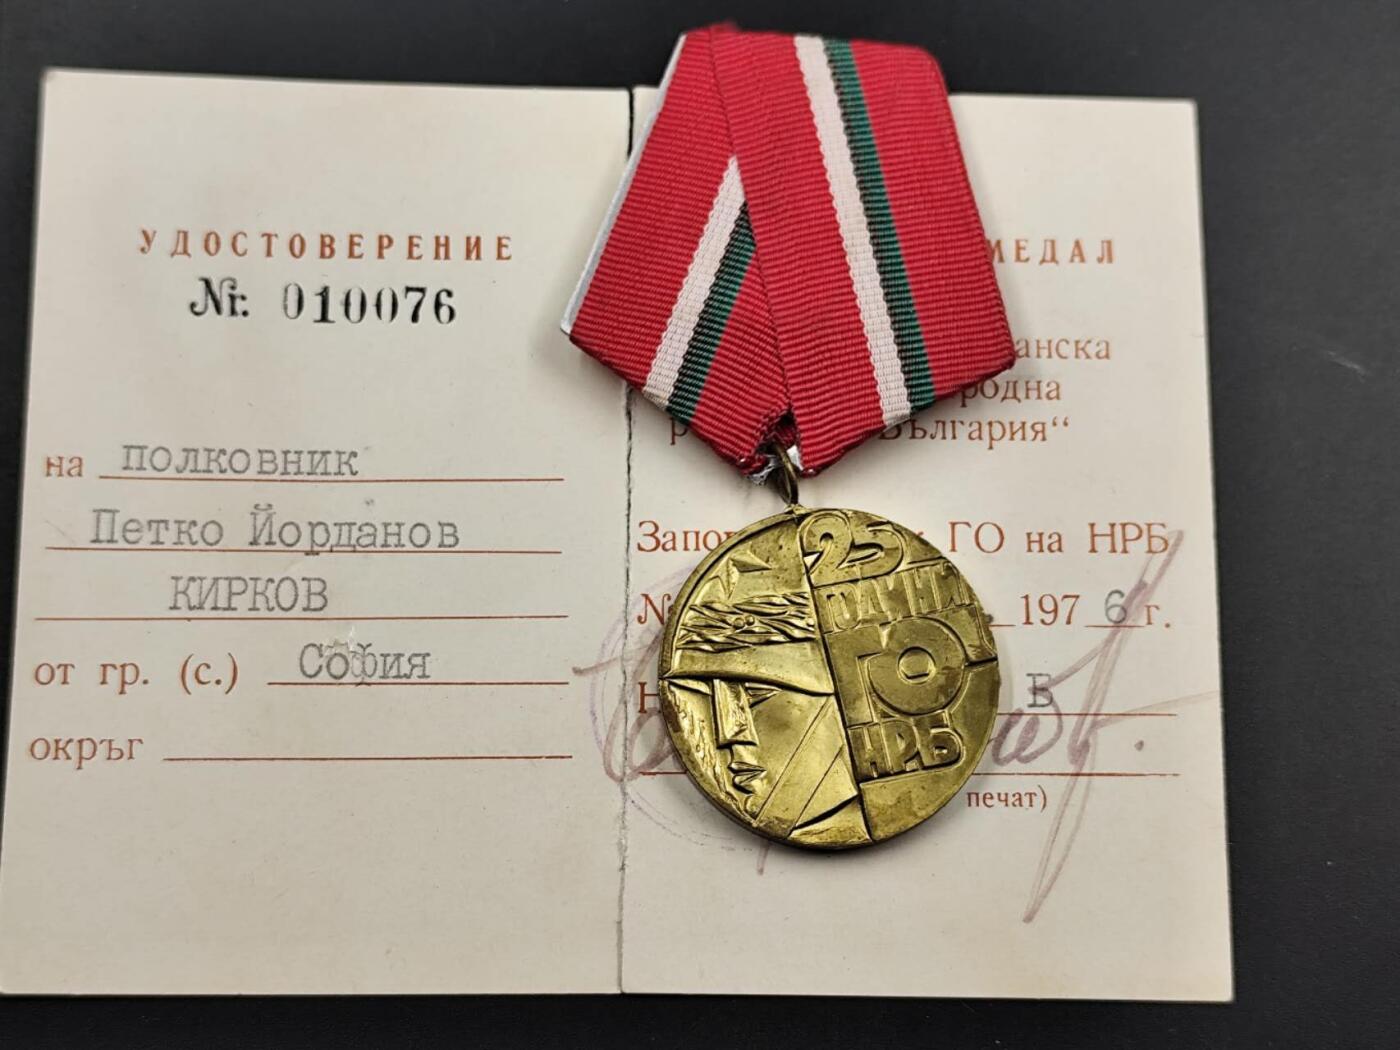 УДОСТОВЕРЕНИЕ
№: 010076
на полковник
Петко Йорданов
КИРКОВ
от гр. (с.) София
окръг
МЕДАЛ
анска
родна
България“
ГО на НРБ
197 6 г.
В
печат)
25
ГОДИНИ
ГО
НРБ